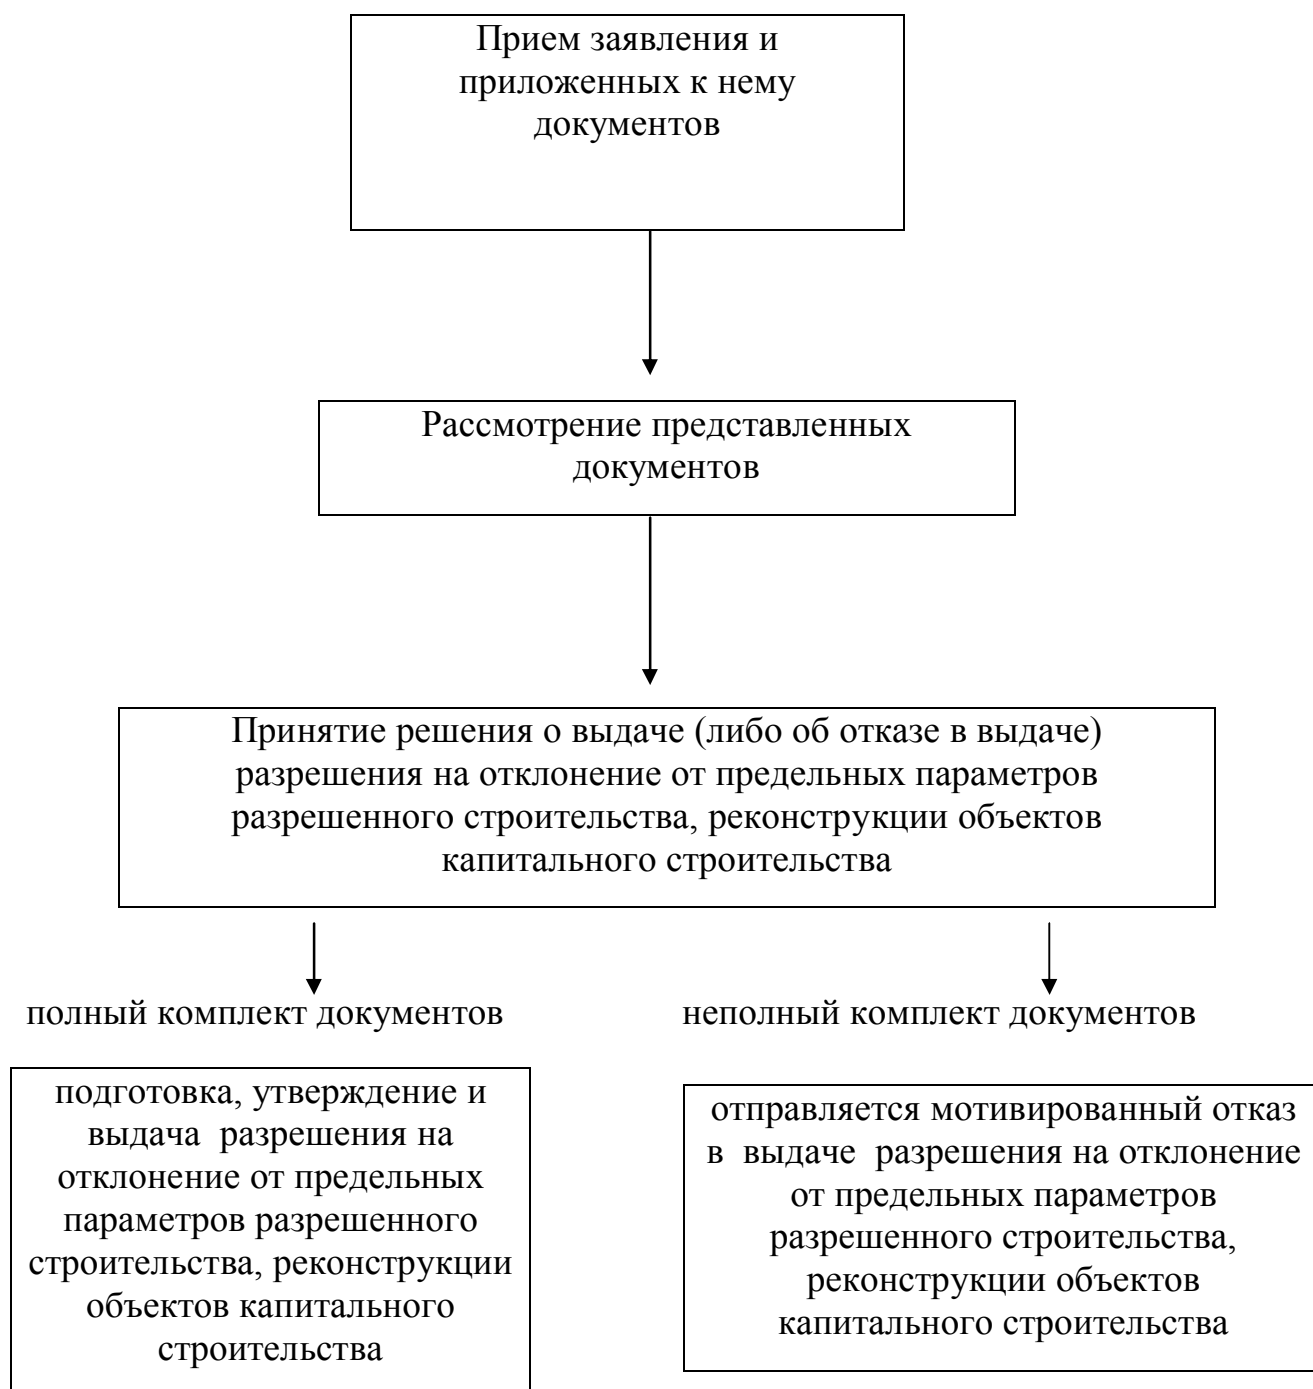 Прием заявления и
приложенных к нему
документов
Рассмотрение представленных
документов
Принятие решения о выдаче (либо об отказе в выдаче)
разрешения на отклонение от предельных параметров
разрешенного строительства, реконструкции объектов
капитального строительства
полный комплект документов
неполный комплект документов
подготовка, утверждение и
выдача разрешения на
отклонение от предельных
параметров разрешенного
строительства, реконструкции
объектов капитального
строительства
отправляется мотивированный отказ
в выдаче разрешения на отклонение
от предельных параметров
разрешенного строительства,
реконструкции объектов
капитального строительства